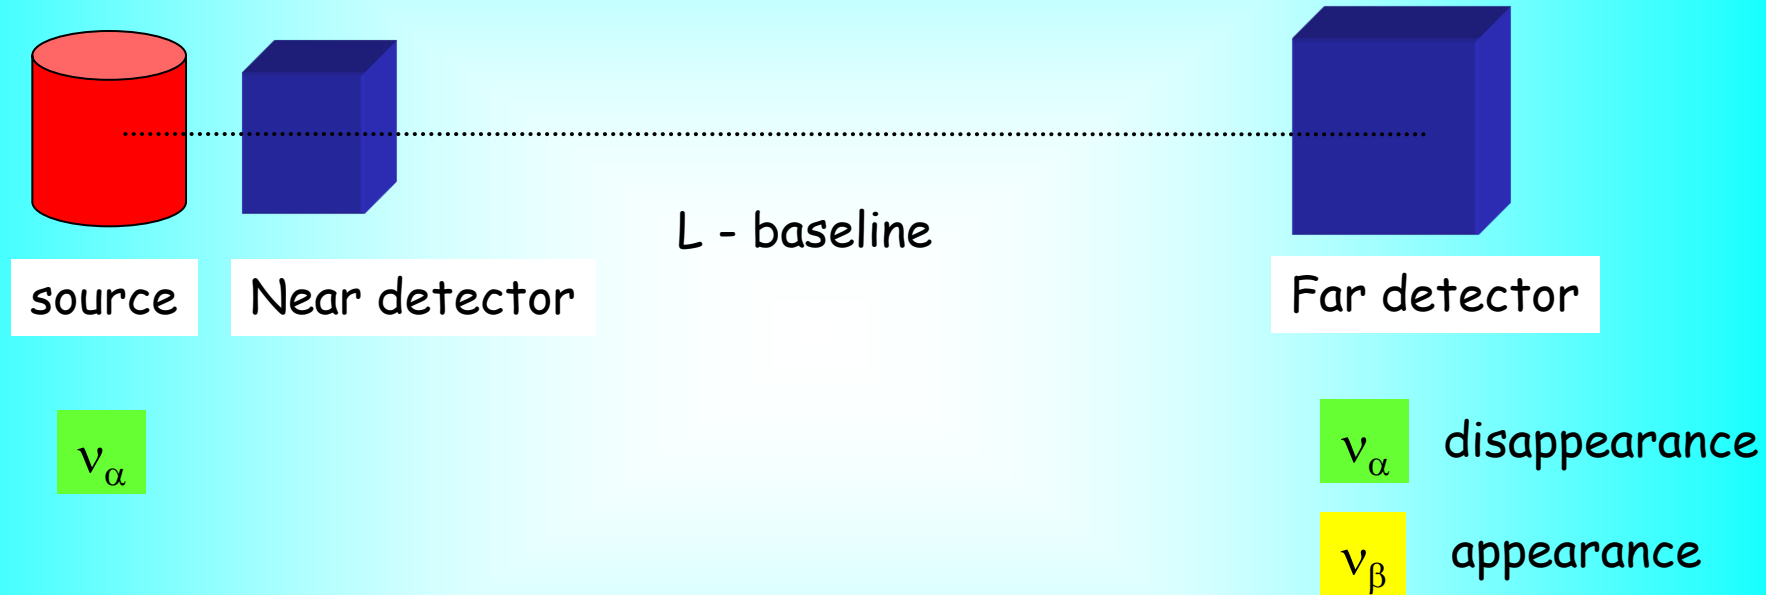 L - baseline
source
Near detector
Far detector
να
να disappearance
νβ appearance